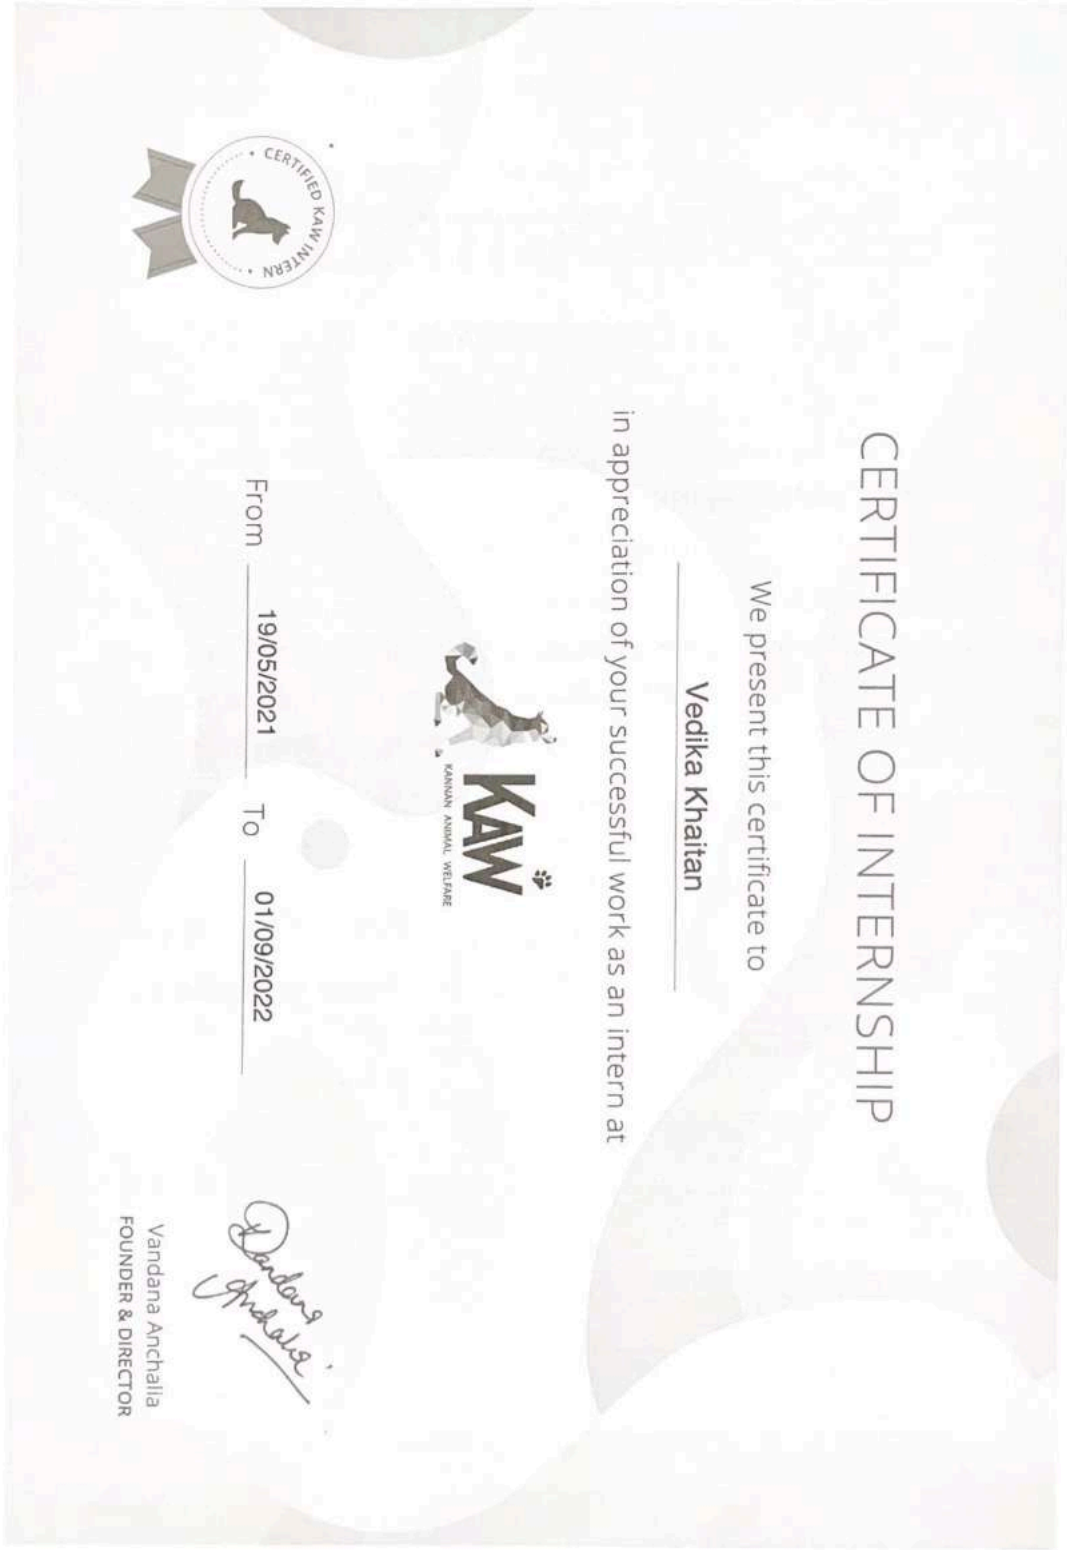 CERTIFICATE OF INTERNSHIP
We present this certificate to
Vedika Khaitan
in appreciation of your successful work as an intern at
KAW
KANNAN ANIMAL WELFARE
From 19/05/2021 To 01/09/2022
CERTIFIED KAW INTERN
Vandana Anchalia
Vandana Anchalia
FOUNDER & DIRECTOR